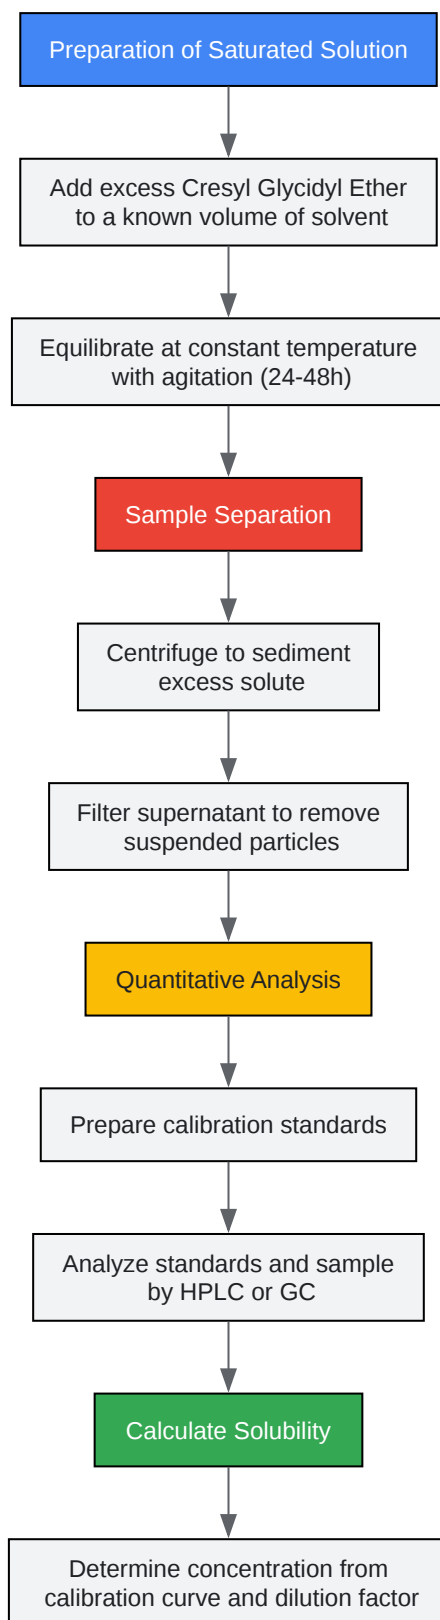 Preparation of Saturated Solution
Add excess Cresyl Glycidyl Ether
to a known volume of solvent
Equilibrate at constant temperature
with agitation (24-48h)
Sample Separation
Centrifuge to sediment
excess solute
Filter supernatant to remove
suspended particles
Quantitative Analysis
Prepare calibration standards
Analyze standards and sample
by HPLC or GC
Calculate Solubility
Determine concentration from
calibration curve and dilution factor